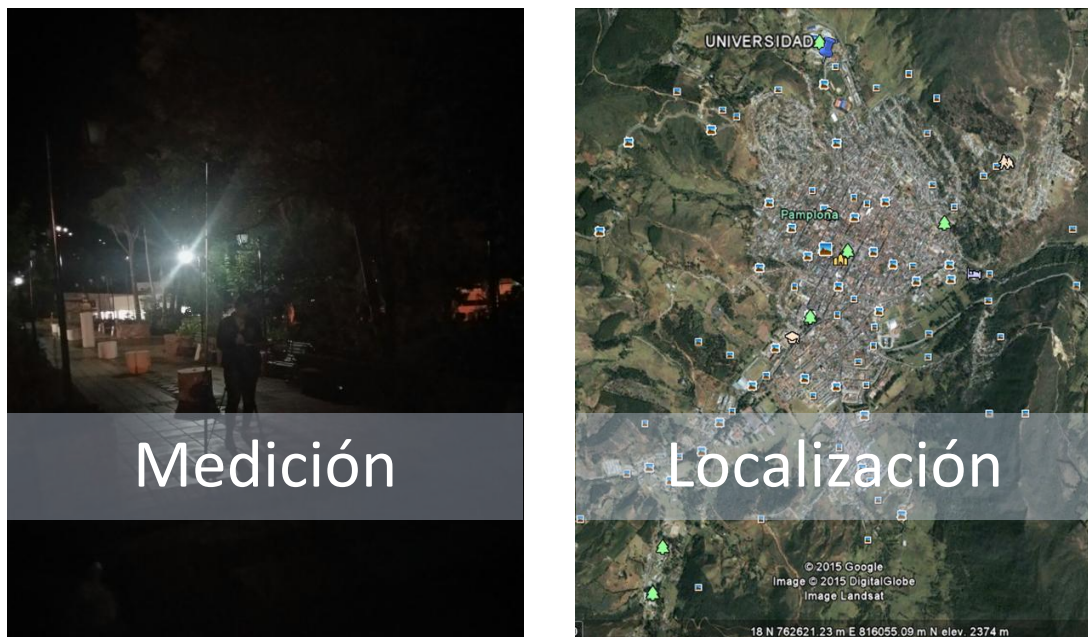 Medición
UNIVERSIDAD
Pamplona
Localización
© 2015 Google
Image © 2015 DigitalGlobe
Image Landsat
18 N 762621.23 m E 816055.09 m N elev. 2374 m